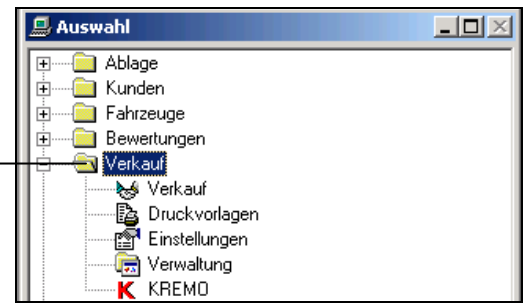 Auswahl
Ablage
Kunden
Fahrzeuge
Bewertungen
Verkauf
Verkauf
Druckvorlagen
Einstellungen
Verwaltung
K KREMO